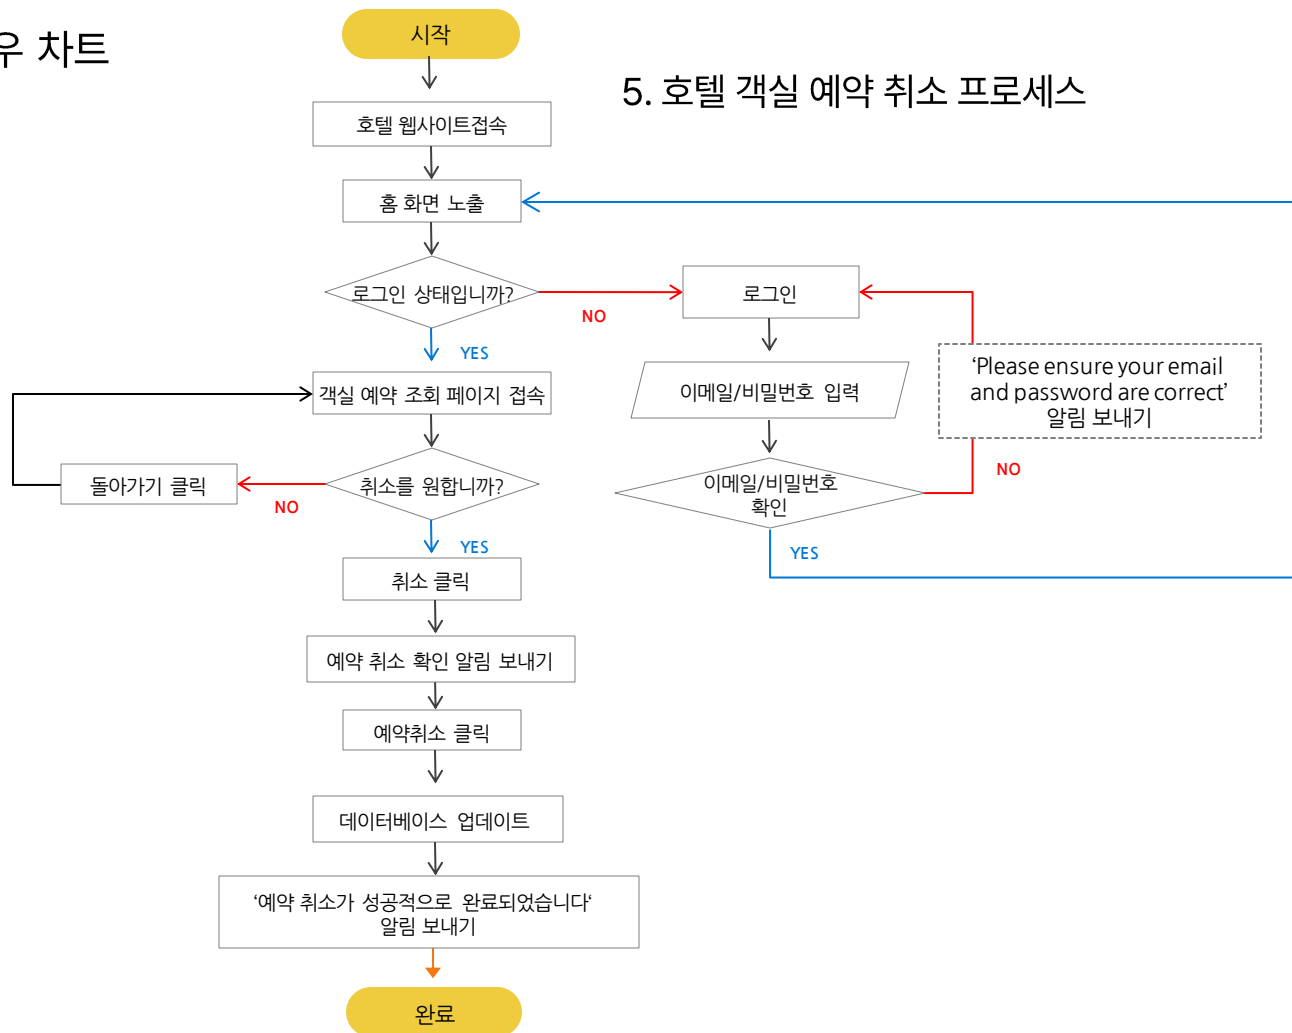 우 차트
5. 호텔 객실 예약 취소 프로세스
시작
호텔 웹사이트접속
홈 화면 노출
로그인 상태입니까?
NO
YES
로그인
이메일/비밀번호 입력
이메일/비밀번호
확인
NO
YES
‘Please ensure your email
and password are correct’
알림 보내기
객실 예약 조회 페이지 접속
취소를 원합니까?
NO
돌아가기 클릭
YES
취소 클릭
예약 취소 확인 알림 보내기
예약취소 클릭
데이터베이스 업데이트
‘예약 취소가 성공적으로 완료되었습니다‘
알림 보내기
완료